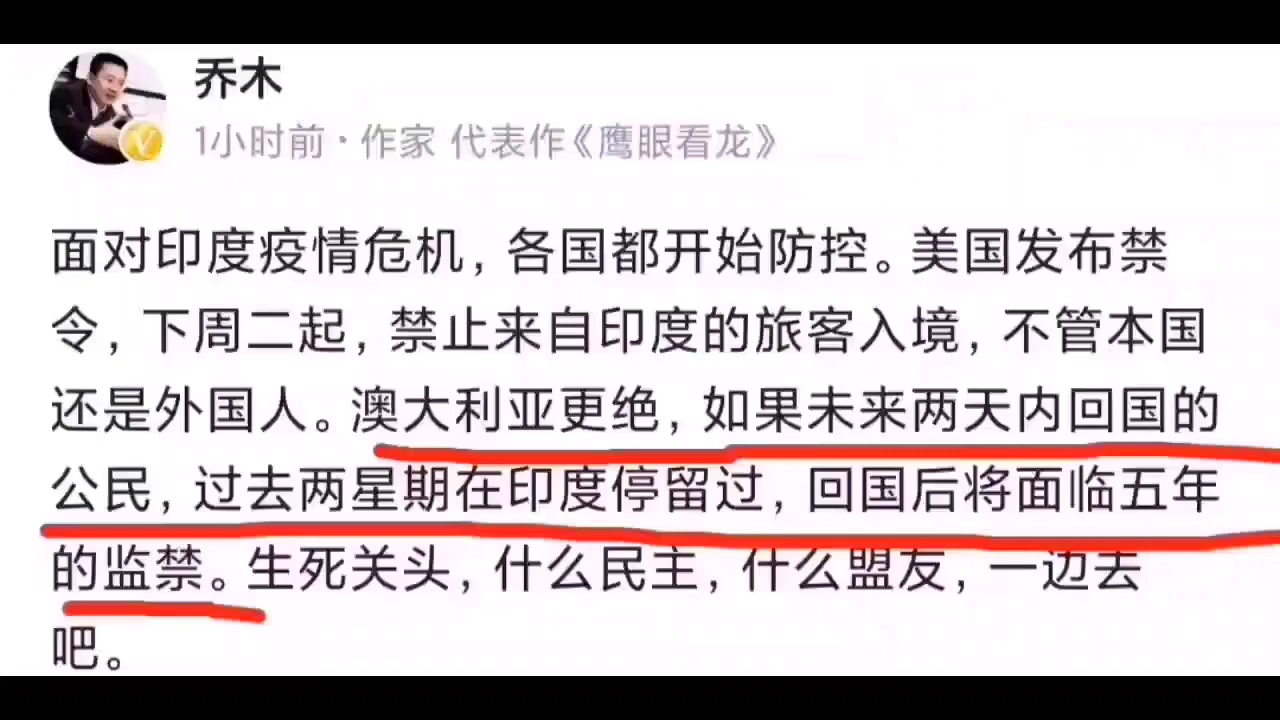 乔木
1小时前·作家 代表作《鹰眼看龙》
面对印度疫情危机，各国都开始防控。美国发布禁
令，下周二起，禁止来自印度的旅客入境，不管本国
还是外国人。澳大利亚更绝，如果未来两天内回国的
公民，过去两星期在印度停留过，回国后将面临五年
的监禁。生死关头，什么民主，什么盟友，一边去
吧。